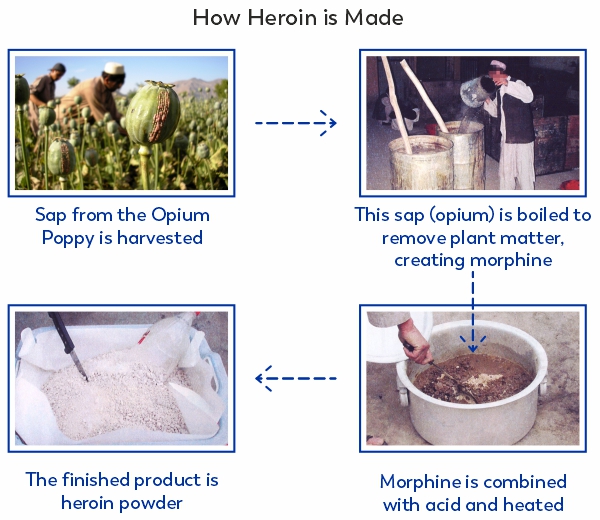 How Heroin is Made
Sap from the Opium
Poppy is harvested
This sap (opium) is boiled to
remove plant matter,
creating morphine
Morphine is combined
with acid and heated
The finished product is
heroin powder